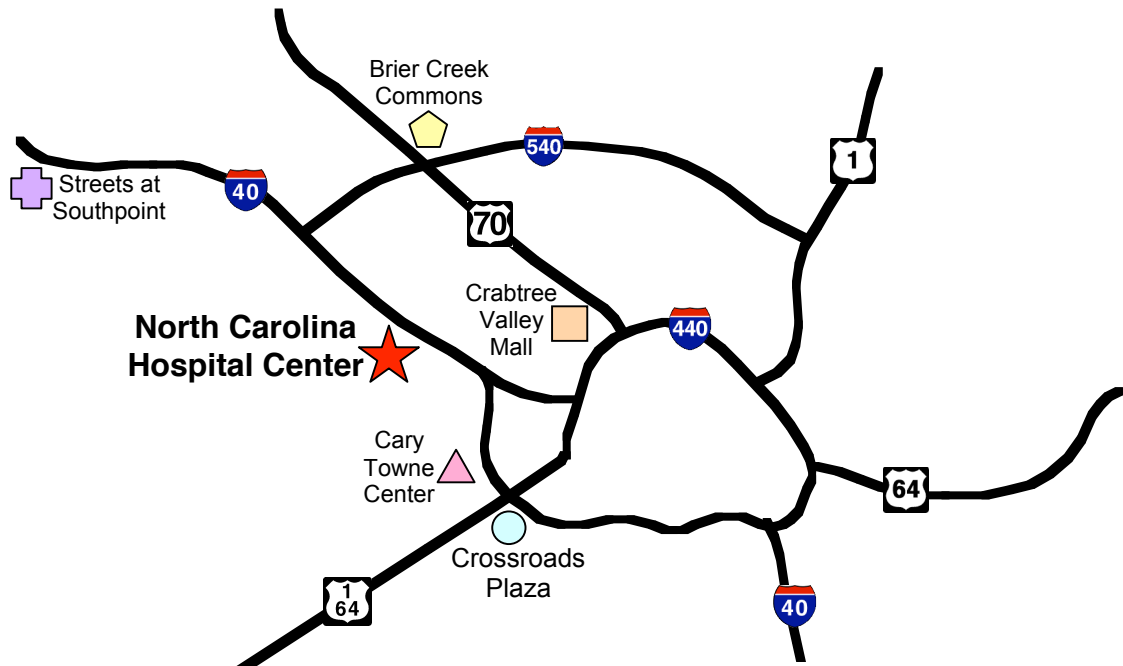 Brier Creek
Commons
540
1
40
Streets at
Southpoint
70
Crabtree
Valley
Mall
440
North Carolina
Hospital Center
Cary
Towne
Center
64
Crossroads
Plaza
1
64
40